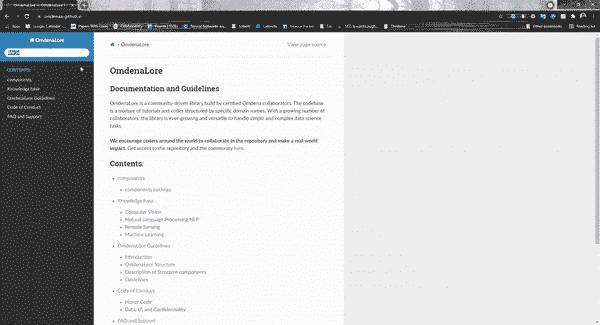 OmdenaLore
CONTENTS:
components
Knowledge base
OmdenaLore Guidelines
Code of Conduct
FAQ and Support
» OmdenaLore
View page source
OmdenaLore
Documentation and Guidelines
OmdenaLore is a community-driven library build by certified Omdena collaborators. The codebase
is a mixture of tutorials and codes structured by specific domain names. With a growing number of
collaborators, the library is ever-growing and versatile to handle simple and complex data science
tasks.
We encourage coders around the world to collaborate in the repository and make a real-world
impact. Get access to the repository and the community here.
Contents:
components
components package
Knowledge base
Computer Vision
Natural Language Processing NLP
Remote Sensing
Machine Learning
OmdenaLore Guidelines
Introduction
OmdenaLore Structure
Description of Structure components
Guidelines
Code of Conduct
Honor Code
Data, IP, and Confidentiality
FAQ and Support